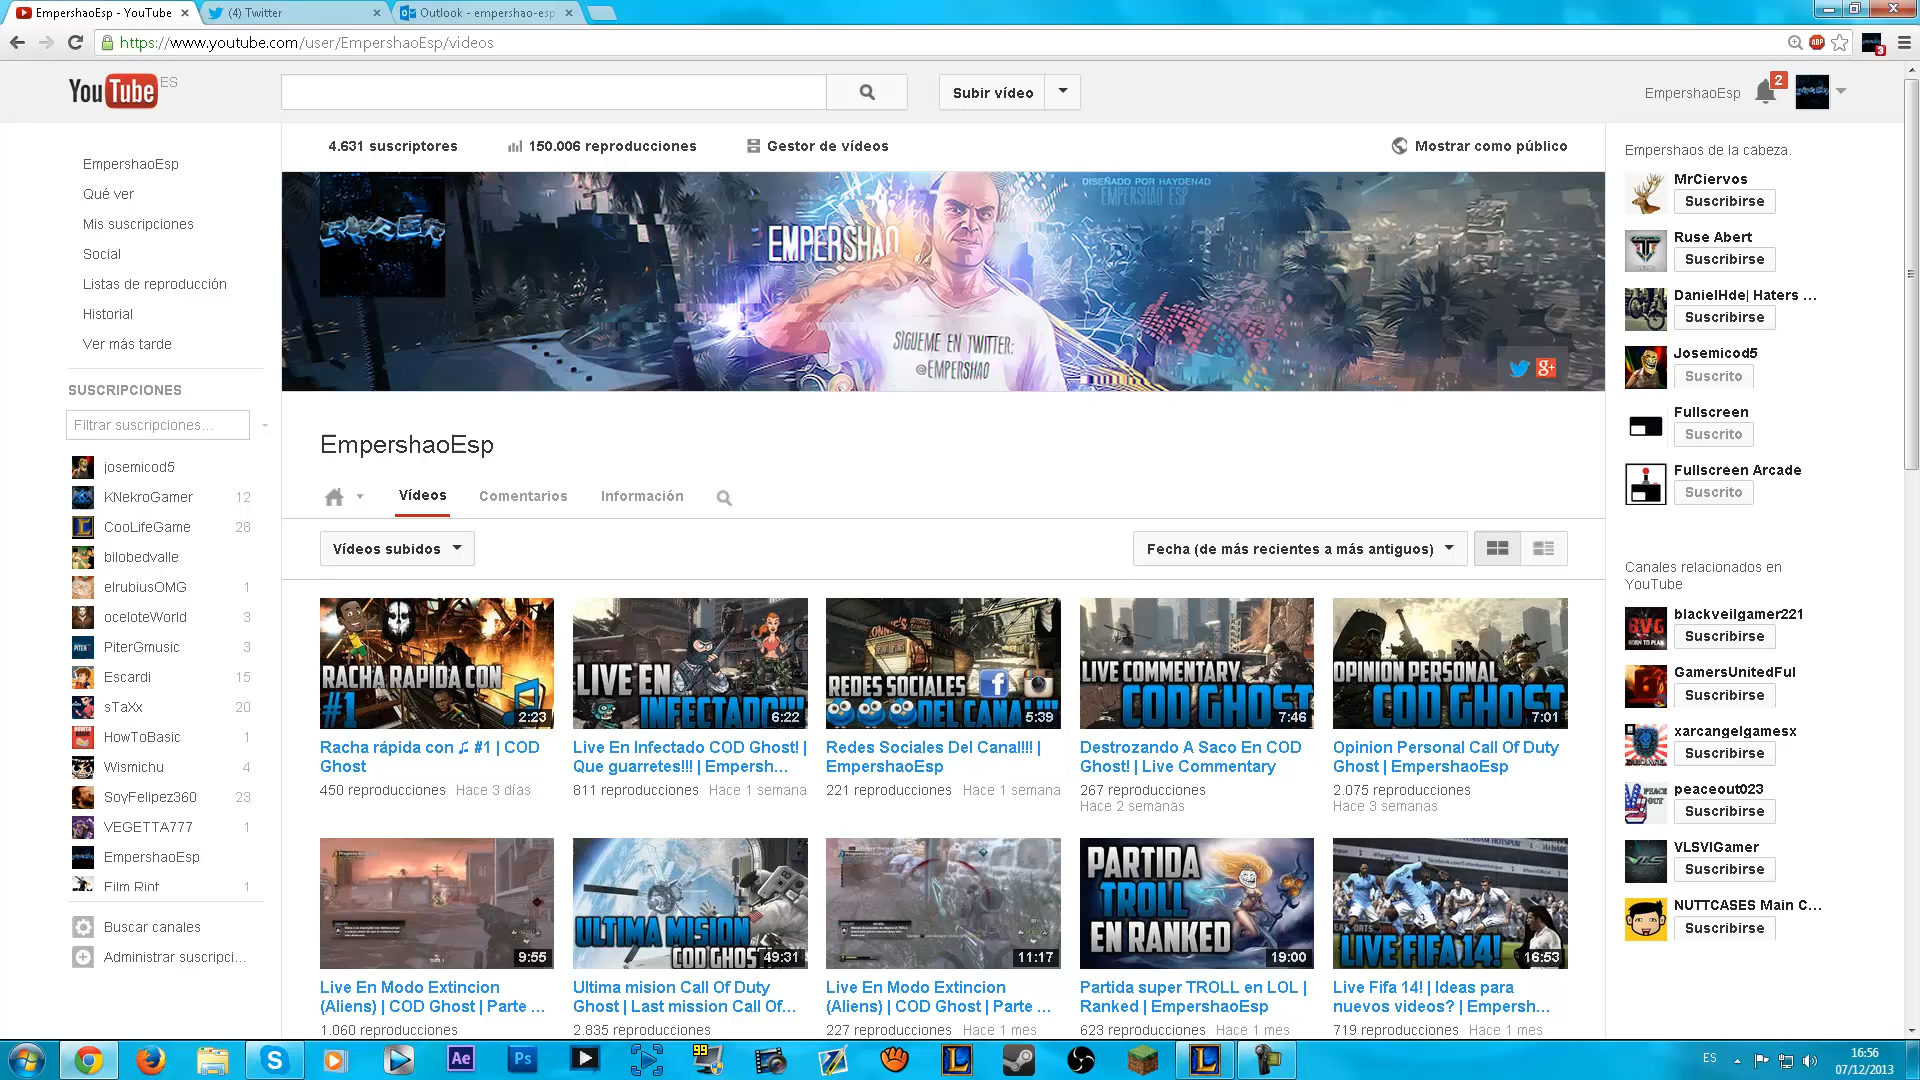 EmpershaoEsp - YouTube
(4) Twitter
Outlook - empershao-esp
https://www.youtube.com/user/EmpershaoEsp/videos
ABP
3
YouTube ES
Subir vídeo
EmpershaoEsp
2
4.631 suscriptores
150.006 reproducciones
Gestor de vídeos
Mostrar como público
EmpershaoEsp
Qué ver
Mis suscripciones
Social
Listas de reproducción
Historial
Ver más tarde
SUSCRIPCIONES
Filtrar suscripciones...
josemicod5
KNekroGamer 12
CooLifeGame 28
bilobedvalle
elrubiusOMG 1
oceloteWorld 3
PiterGmusic 3
Escardi 15
sTaXx 20
HowToBasic 1
Wismichu 4
SoyFelipez360 23
VEGETTA777 1
EmpershaoEsp
Film Riot 1
Buscar canales
Administrar suscripci...
DISEÑADO POR HAYDEN4D
EMPERSHAO ESP
EMPERSHAO
SIGUEME EN TWITTER:
@EMPERSHAO
EmpershaoEsp
Vídeos
Comentarios
Información
Vídeos subidos
Fecha (de más recientes a más antiguos)
RACHA RAPIDA CON
#1
2:23
LIVE EN
INFECTADO!!!
6:22
REDES SOCIALES
DEL CANAL!!!
5:39
LIVE COMMENTARY
COD GHOST
7:46
OPINION PERSONAL
COD GHOST
7:01
Racha rápida con ♫ #1 | COD
Ghost
450 reproducciones Hace 3 días
Live En Infectado COD Ghost! |
Que guarretes!!! | Empersh...
811 reproducciones Hace 1 semana
Redes Sociales Del Canal!!! |
EmpershaoEsp
221 reproducciones Hace 1 semana
Destrozando A Saco En COD
Ghost! | Live Commentary
267 reproducciones
Hace 2 semanas
Opinion Personal Call Of Duty
Ghost | EmpershaoEsp
2.075 reproducciones
Hace 3 semanas
9:55
ULTIMA MISION
COD GHOST
49:31
11:17
PARTIDA
TROLL
EN RANKED
19:00
LIVE FIFA 14!
16:53
Live En Modo Extincion
(Aliens) | COD Ghost | Parte ...
1.060 reproducciones
Ultima mision Call Of Duty
Ghost | Last mission Call Of...
2.835 reproducciones
Live En Modo Extincion
(Aliens) | COD Ghost | Parte ...
227 reproducciones Hace 1 mes
Partida super TROLL en LOL |
Ranked | EmpershaoEsp
623 reproducciones Hace 1 mes
Live Fifa 14! | Ideas para
nuevos videos? | Empersh...
719 reproducciones Hace 1 mes
Empershaos de la cabeza.
MrCiervos
Suscribirse
Ruse Abert
Suscribirse
DanielHde| Haters ...
Suscribirse
Josemicod5
Suscrito
Fullscreen
Suscrito
Fullscreen Arcade
Suscrito
Canales relacionados en
YouTube
blackveilgamer221
Suscribirse
GamersUnitedFul
Suscribirse
xarcangelgamesx
Suscribirse
peaceout023
Suscribirse
VLSVIGamer
Suscribirse
NUTTCASES Main C...
Suscribirse
Ae
Ps
99
ES
16:56
07/12/2013